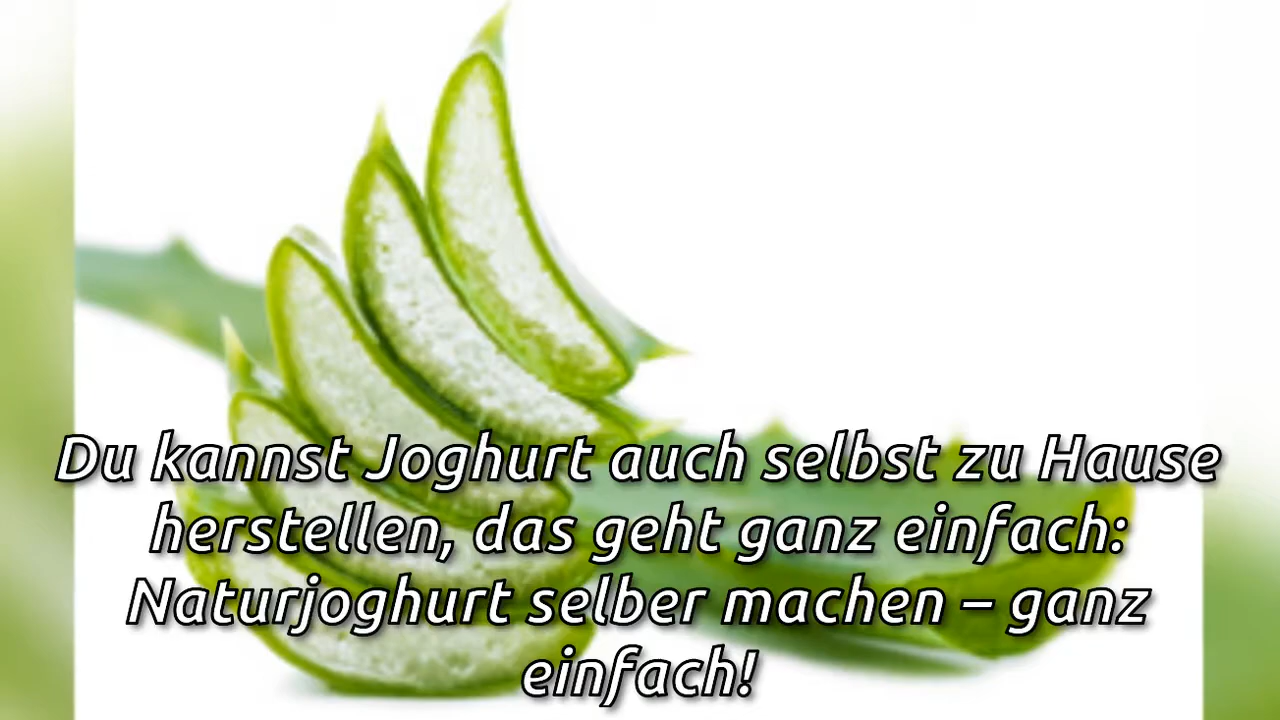 Du kannst Joghurt auch selbst zu Hause
herstellen, das geht ganz einfach:
Naturjoghurt selber machen – ganz
einfach!